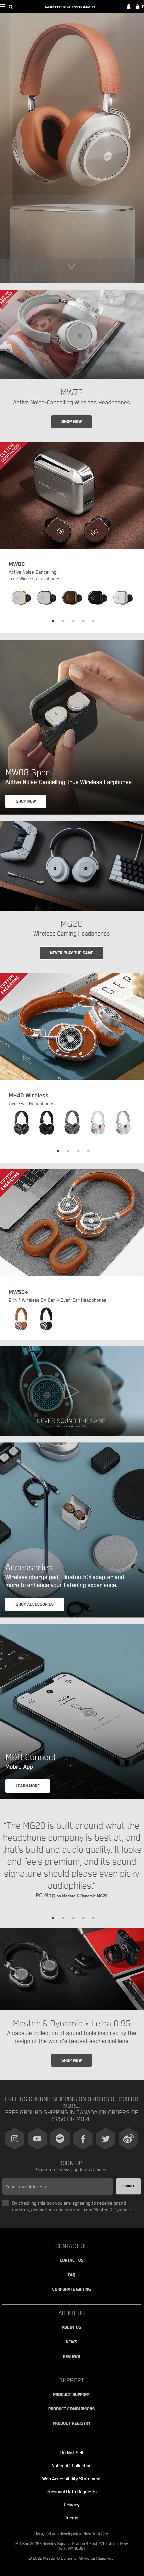 MASTER & DYNAMIC
CUSTOM
ENGRAVING
MW75
Active Noise-Cancelling Wireless Headphones
SHOP NOW
CUSTOM
ENGRAVING
MW08
Active Noise-Cancelling
True Wireless Earphones
MW08 Sport
Active Noise-Cancelling True Wireless Earphones
SHOP NOW
MG20
Wireless Gaming Headphones
NEVER PLAY THE SAME
CUSTOM
ENGRAVING
MH40 Wireless
Over-Ear Headphones
CUSTOM
ENGRAVING
MW50+
2-in-1 Wireless On-Ear + Over-Ear Headphones
NEVER SOUND THE SAME
Accessories
Wireless charge pad, Bluetooth® adapter and
more to enhance your listening experience.
SHOP ACCESSORIES
M&D Connect
Mobile App
LEARN MORE
“The MG20 is brilliant work from the
headphone company is best at, and
that’s build and audio quality. It looks
and feels premium, and its sound
signature should please even picky
audiophiles.”
PC Mag on Master & Dynamic MG20
Master & Dynamic x Leica 0.95
A capsule collection of sound tools inspired by the
design of the world’s fastest aspherical lens.
SHOP NOW
FREE US GROUND SHIPPING ON ORDERS OF $99 OR
MORE.
FREE GROUND SHIPPING IN CANADA ON ORDERS OF
$250 OR MORE
SIGN UP
Sign up for news, updates & more.
Your Email Address
SUBMIT
By checking this box you are agreeing to receive brand
updates, promotions and content from Master & Dynamic.
CONTACT US
CONTACT US
FAQ
CORPORATE GIFTING
ABOUT US
ABOUT US
NEWS
REVIEWS
SUPPORT
PRODUCT SUPPORT
PRODUCT COMPARISONS
PRODUCT REGISTRY
Do Not Sell
Notice At Collection
Web Accessibility Statement
Personal Data Requests
Privacy
Terms
Designed and developed in New York City.
P.O Box 20257 Greeley Square Station 4 East 27th street New
York, NY. 10001
© 2022 Master & Dynamic. All Rights Reserved.